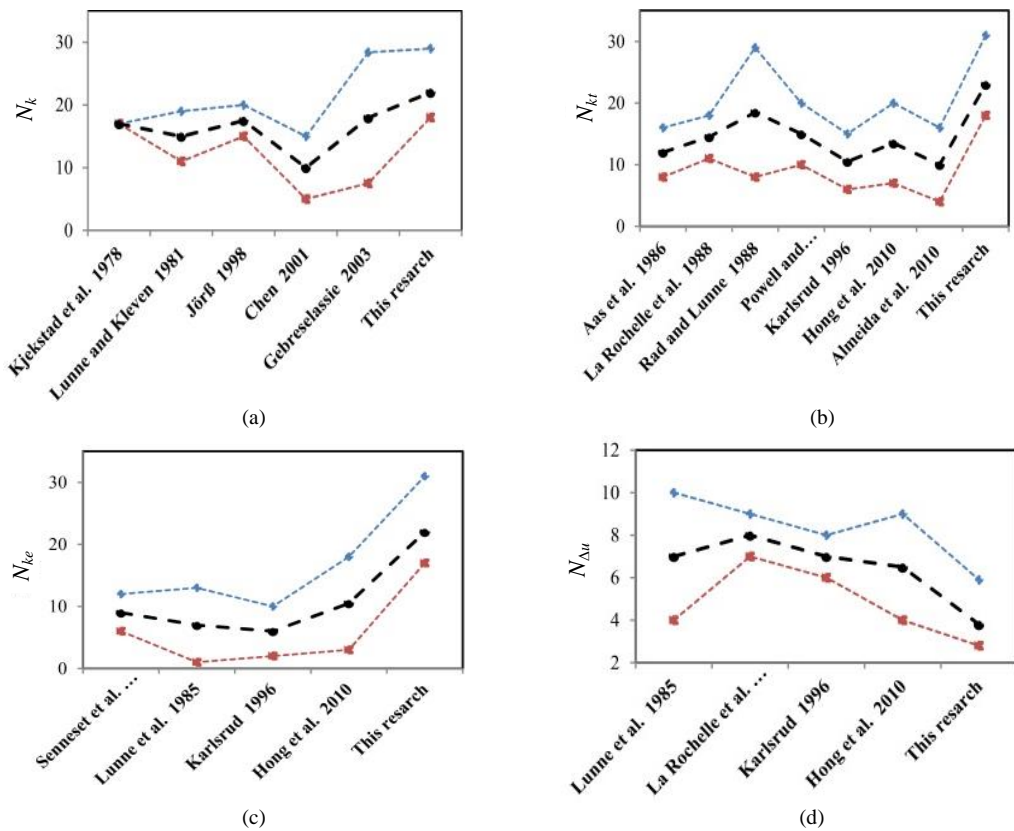 N_k
30
20
10
0
Kjekstad et al. 1978
Lunne and Kleven 1981
Jörß 1998
Chen 2001
Gebreselassie 2003
This resarch
(a)
N_kt
30
20
10
0
Aas et al. 1986
La Rochelle et al. 1988
Rad and Lunne 1988
Powell and...
Karlsrud 1996
Hong et al. 2010
Almeida et al. 2010
This resarch
(b)
N_ke
30
20
10
0
Senneset et al. ...
Lunne et al. 1985
Karlsrud 1996
Hong et al. 2010
This resarch
(c)
N_Δu
12
10
8
6
4
2
Lunne et al. 1985
La Rochelle et al. ...
Karlsrud 1996
Hong et al. 2010
This resarch
(d)